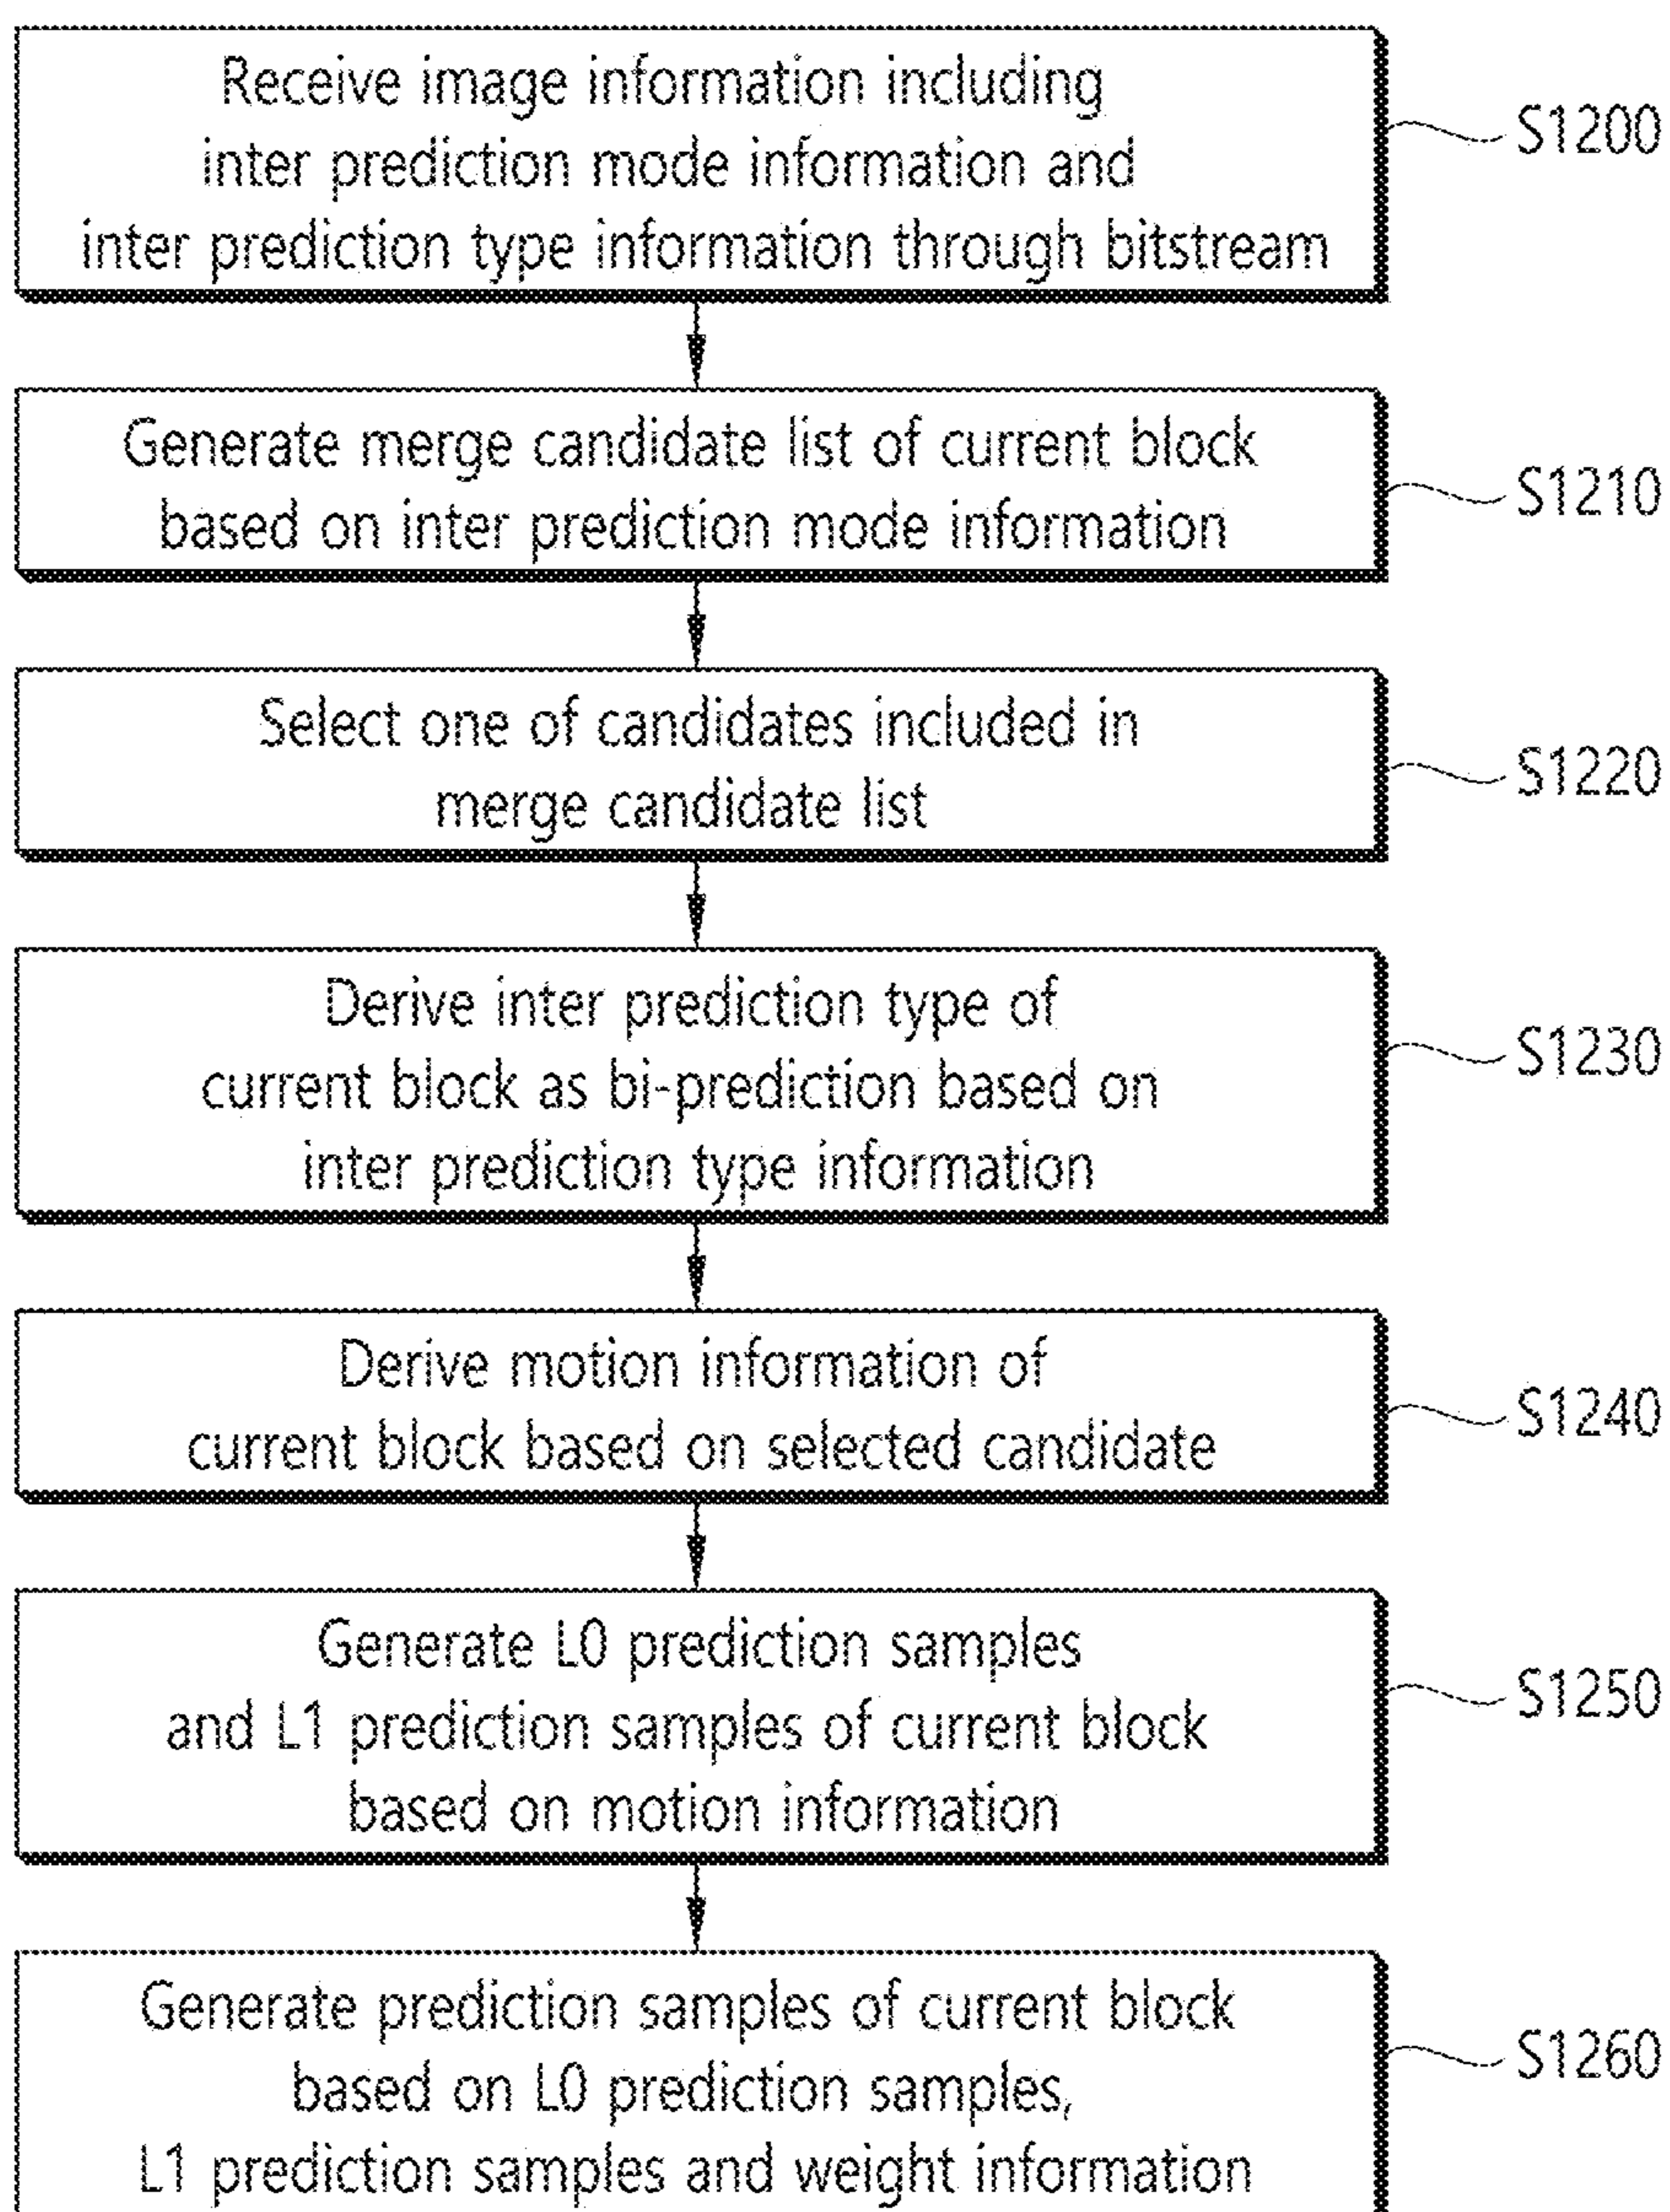 Receive image information including
inter prediction mode information and
inter prediction type information through bitstream
S1200
Generate merge candidate list of current block
based on inter prediction mode information
S1210
Select one of candidates included in
merge candidate list
S1220
Derive inter prediction type of
current block as bi-prediction based on
inter prediction type information
S1230
Derive motion information of
current block based on selected candidate
S1240
Generate L0 prediction samples
and L1 prediction samples of current block
based on motion information
S1250
Generate prediction samples of current block
based on L0 prediction samples,
L1 prediction samples and weight information
S1260